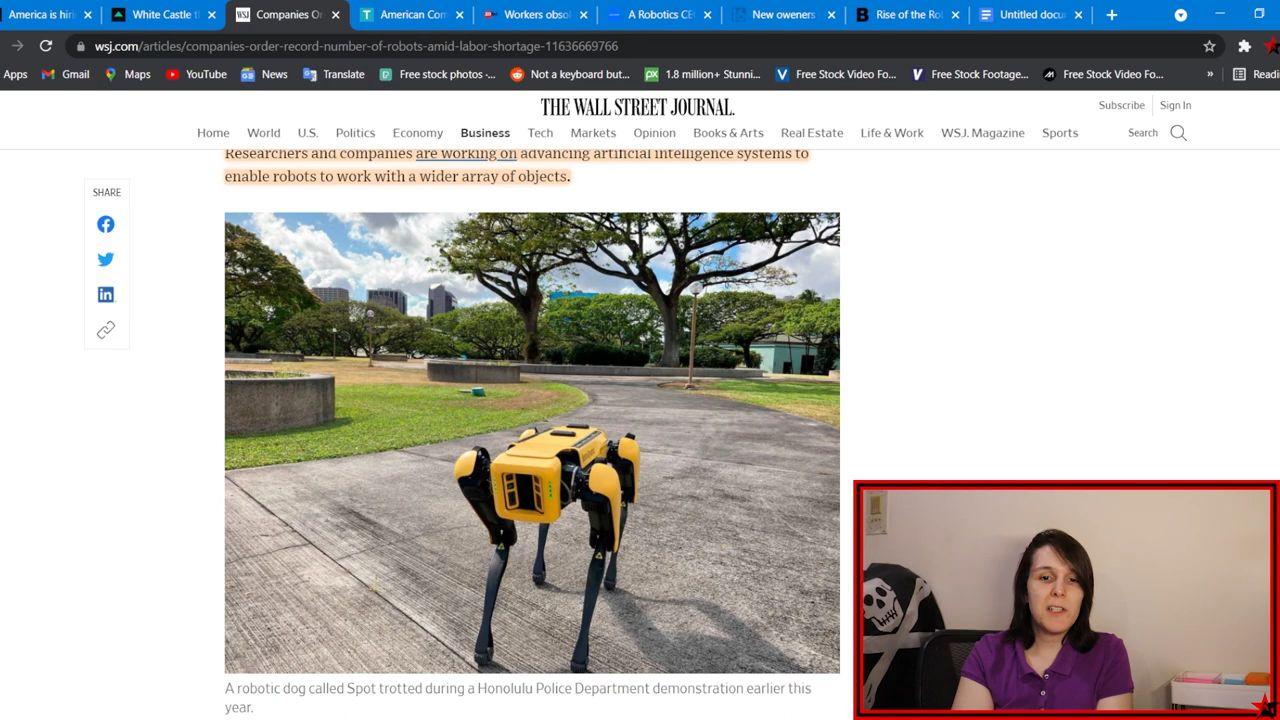 America is hiri
White Castle t
Companies Or
American Com
Workers obsol
A Robotics CE
New oweners
Rise of the Ro
Untitled docu
wsj.com/articles/companies-order-record-number-of-robots-amid-labor-shortage-11636669766
Apps Gmail Maps YouTube News Translate Free stock photos -... Not a keyboard but... 1.8 million+ Stunni... Free Stock Video Fo... Free Stock Footage... Free Stock Video Fo... » Readi
THE WALL STREET JOURNAL.
Subscribe Sign In
Home World U.S. Politics Economy Business Tech Markets Opinion Books & Arts Real Estate Life & Work WSJ. Magazine Sports Search
Researchers and companies are working on advancing artificial intelligence systems to
enable robots to work with a wider array of objects.
SHARE
A robotic dog called Spot trotted during a Honolulu Police Department demonstration earlier this
year.